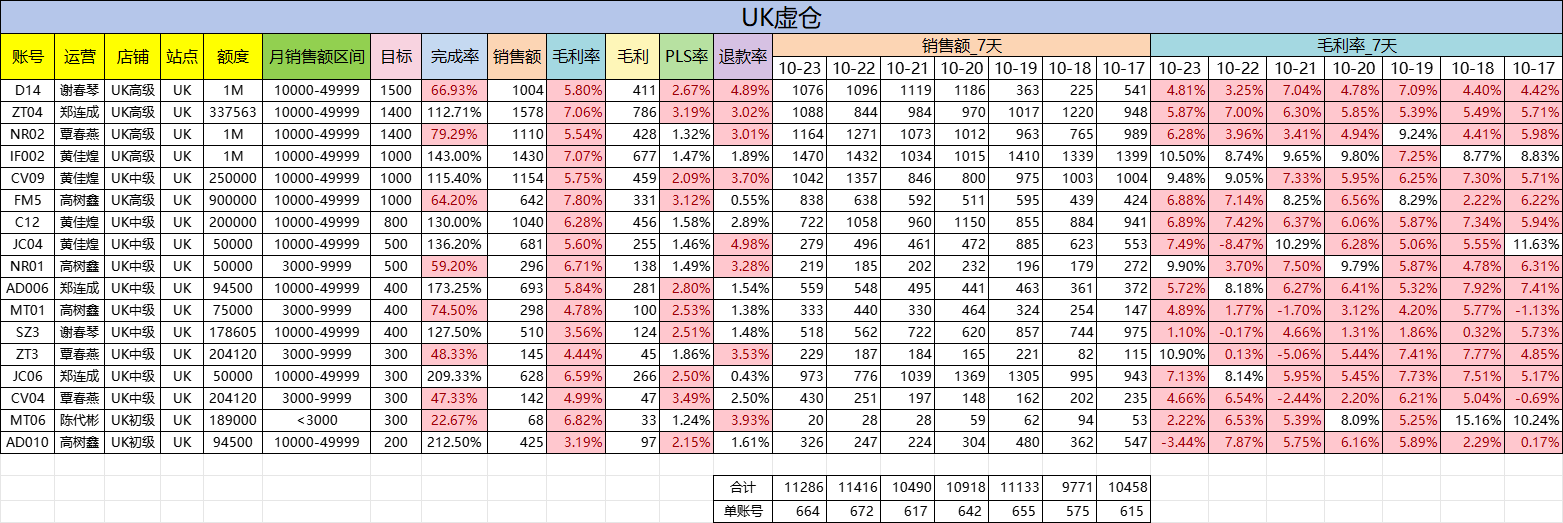 UK虚仓
账号 运营 店铺 站点 额度 月销售额区间 目标 完成率 销售额 毛利率 毛利 PLS率 退款率 销售额_7天 毛利率_7天
10-23 10-22 10-21 10-20 10-19 10-18 10-17 10-23 10-22 10-21 10-20 10-19 10-18 10-17
D14 谢春琴 UK高级 UK 1M 10000-49999 1500 66.93% 1004 5.80% 411 2.67% 4.89% 1076 1096 1119 1186 363 225 541 4.81% 3.25% 7.04% 4.78% 7.09% 4.40% 4.42%
ZT04 郑连成 UK高级 UK 337563 10000-49999 1400 112.71% 1578 7.06% 786 3.19% 3.02% 1088 844 984 970 1017 1220 948 5.87% 7.00% 6.30% 5.85% 5.39% 5.49% 5.71%
NR02 覃春燕 UK高级 UK 1M 10000-49999 1400 79.29% 1110 5.54% 428 1.32% 3.01% 1164 1271 1073 1012 963 765 989 6.28% 3.96% 3.41% 4.94% 9.24% 4.41% 5.98%
IF002 黄佳煌 UK高级 UK 1M 10000-49999 1000 143.00% 1430 7.07% 677 1.47% 1.89% 1470 1432 1034 1015 1410 1339 1399 10.50% 8.74% 9.65% 9.80% 7.25% 8.77% 8.83%
CV09 黄佳煌 UK中级 UK 250000 10000-49999 1000 115.40% 1154 5.75% 459 2.09% 3.70% 1042 1357 846 800 975 1003 1004 9.48% 9.05% 7.33% 5.95% 6.25% 7.30% 5.71%
FM5 高树鑫 UK高级 UK 900000 10000-49999 1000 64.20% 642 7.80% 331 3.12% 0.55% 838 638 592 511 595 439 424 6.88% 7.14% 8.25% 6.56% 8.29% 2.22% 6.22%
C12 黄佳煌 UK中级 UK 200000 10000-49999 800 130.00% 1040 6.28% 456 1.58% 2.89% 722 1058 960 1150 855 884 941 6.89% 7.42% 6.37% 6.06% 5.87% 7.34% 5.94%
JC04 黄佳煌 UK中级 UK 50000 10000-49999 500 136.20% 681 5.60% 255 1.46% 4.98% 279 496 461 472 885 623 553 7.49% -8.47% 10.29% 6.28% 5.06% 5.55% 11.63%
NR01 高树鑫 UK中级 UK 50000 3000-9999 500 59.20% 296 6.71% 138 1.49% 3.28% 219 185 202 232 196 179 272 9.90% 3.70% 7.50% 9.79% 5.87% 4.78% 6.31%
AD006 郑连成 UK中级 UK 94500 10000-49999 400 173.25% 693 5.84% 281 2.80% 1.54% 559 548 495 441 463 361 372 5.72% 8.18% 6.27% 6.41% 5.32% 7.92% 7.41%
MT01 高树鑫 UK中级 UK 75000 3000-9999 400 74.50% 298 4.78% 100 2.53% 1.38% 333 440 330 464 324 254 147 4.89% 1.77% -1.70% 3.12% 4.20% 5.77% -1.13%
SZ3 谢春琴 UK中级 UK 178605 10000-49999 400 127.50% 510 3.56% 124 2.51% 1.48% 518 562 722 620 857 744 975 1.10% -0.17% 4.66% 1.31% 1.86% 0.32% 5.73%
ZT3 覃春燕 UK中级 UK 204120 3000-9999 300 48.33% 145 4.44% 45 1.86% 3.53% 229 187 184 165 221 82 115 10.90% 0.13% -5.06% 5.44% 7.41% 7.77% 4.85%
JC06 郑连成 UK中级 UK 50000 10000-49999 300 209.33% 628 6.59% 266 2.50% 0.43% 973 776 1039 1369 1305 995 943 7.13% 8.14% 5.95% 5.45% 7.73% 7.51% 5.17%
CV04 覃春燕 UK中级 UK 204120 3000-9999 300 47.33% 142 4.99% 47 3.49% 2.50% 430 251 197 148 162 202 235 4.66% 6.54% -2.44% 2.20% 6.21% 5.04% -0.69%
MT06 陈代彬 UK初级 UK 189000 <3000 300 22.67% 68 6.82% 33 1.24% 3.93% 20 28 28 59 62 94 53 2.22% 6.53% 5.39% 8.09% 5.25% 15.16% 10.24%
AD010 高树鑫 UK初级 UK 94500 10000-49999 200 212.50% 425 3.19% 97 2.15% 1.61% 326 247 224 304 480 362 547 -3.44% 7.87% 5.75% 6.16% 5.89% 2.29% 0.17%
合计 11286 11416 10490 10918 11133 9771 10458
单账号 664 672 617 642 655 575 615